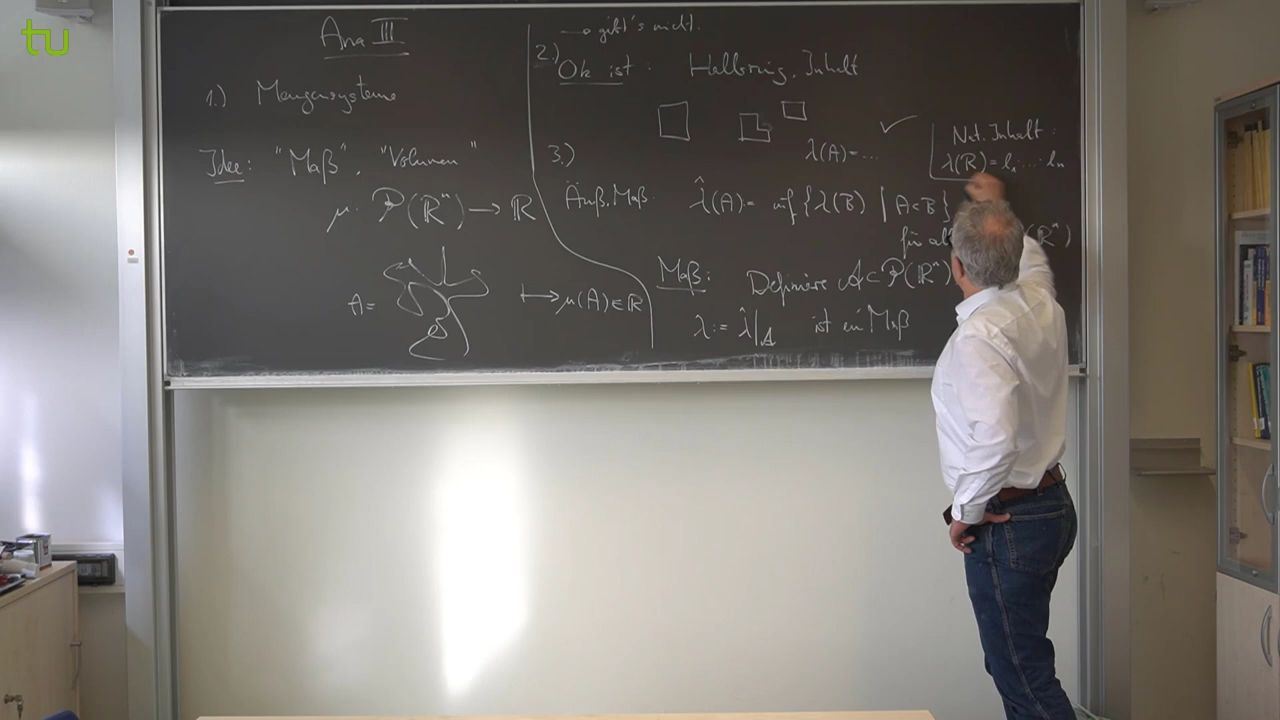 tu
Ana III
1.) Mengensysteme
Idee: "Maß", "Volumen"
μ: P(ℝⁿ) → ℝ
A= ↦ μ(A) ∈ ℝ
→ gibt's nicht.
2.) Ok ist: Halbring, Inhalt
✓
λ(A)= ...
Nat. Inhalt:
λ(R)= l₁·...·lₙ
3.)
Äuß. Maß λ̂(A)= inf {λ(B) | A⊂B}
für (ℝⁿ)
Maß: Definiere 𝒜 ⊂ P(ℝⁿ)
λ := λ̂|𝒜 ist ein Maß